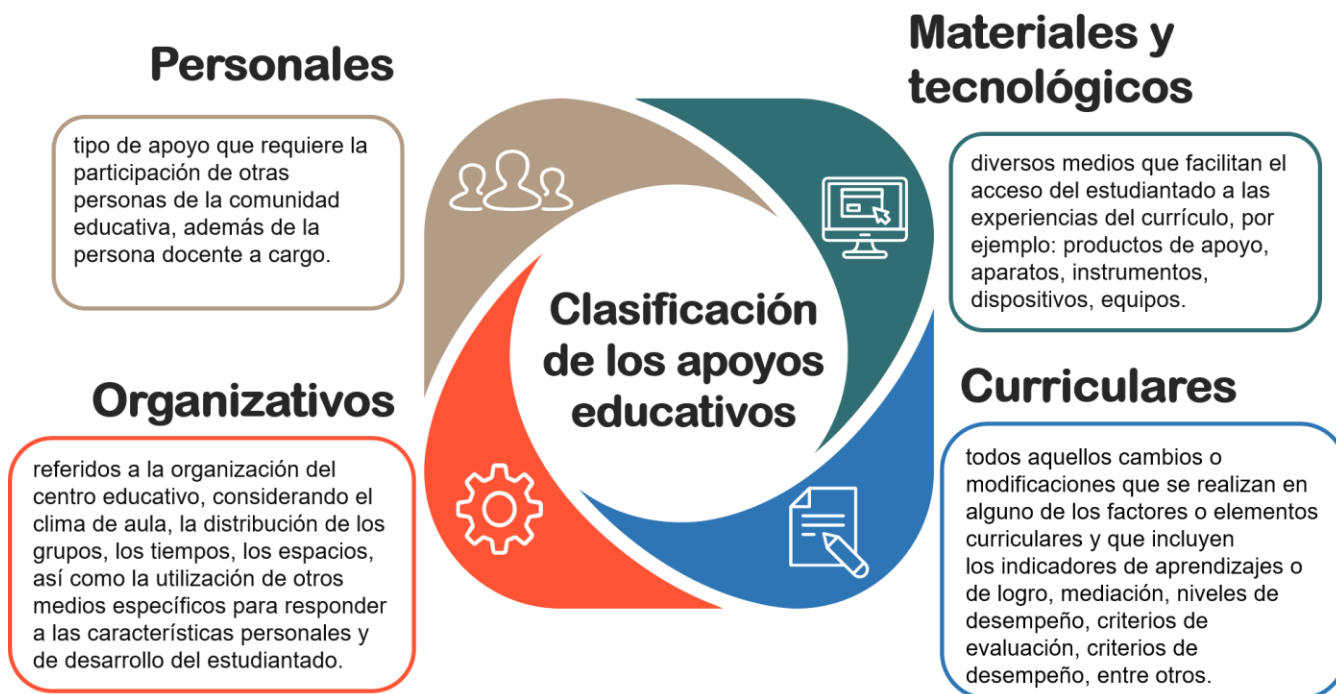 Personales
tipo de apoyo que requiere la
participación de otras
personas de la comunidad
educativa, además de la
persona docente a cargo.
Materiales y
tecnológicos
diversos medios que facilitan el
acceso del estudiantado a las
experiencias del currículo, por
ejemplo: productos de apoyo,
aparatos, instrumentos,
dispositivos, equipos.
Clasificación
de los apoyos
educativos
Organizativos
referidos a la organización del
centro educativo, considerando el
clima de aula, la distribución de los
grupos, los tiempos, los espacios,
así como la utilización de otros
medios específicos para responder
a las características personales y
de desarrollo del estudiantado.
Curriculares
todos aquellos cambios o
modificaciones que se realizan en
alguno de los factores o elementos
curriculares y que incluyen
los indicadores de aprendizajes o
de logro, mediación, niveles de
desempeño, criterios de
evaluación, criterios de
desempeño, entre otros.